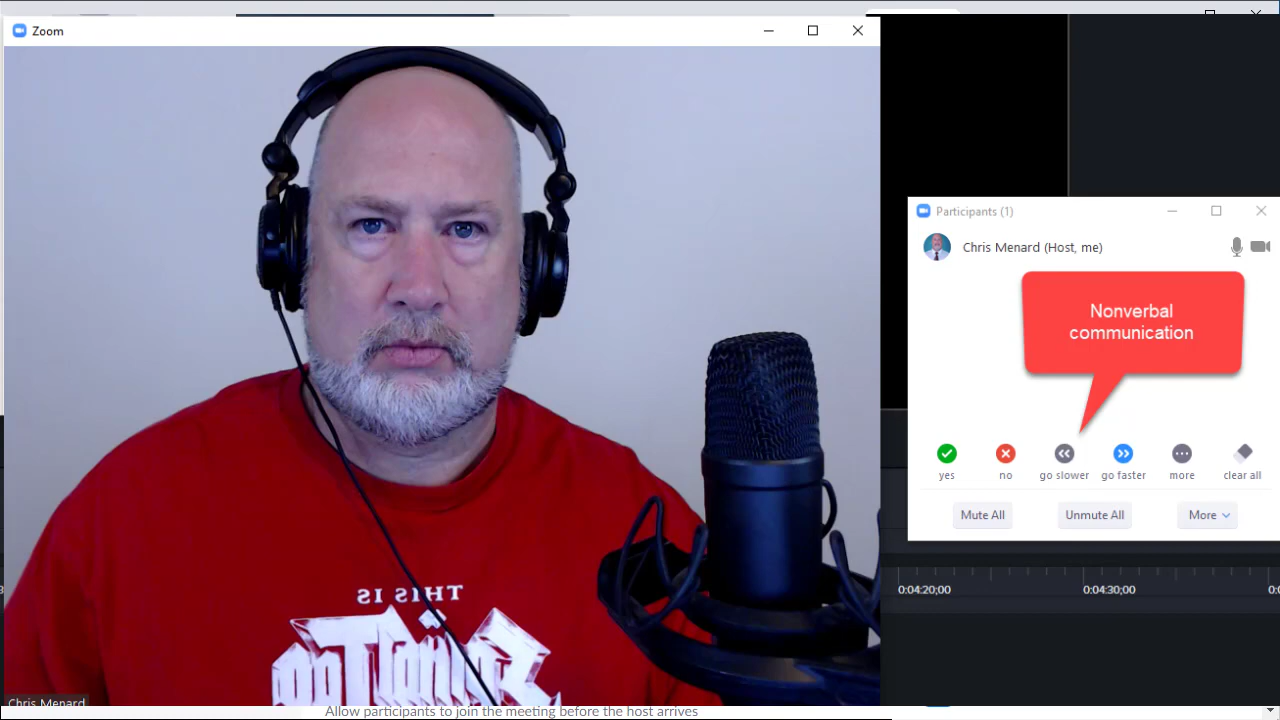 Zoom
Participants (1)
Chris Menard (Host, me)
Nonverbal
communication
yes
no
go slower
go faster
more
clear all
Mute All
Unmute All
More
THIS IS
0:04:20;00
0:04:30;00
Chris Menard
Allow participants to join the meeting before the host arrives